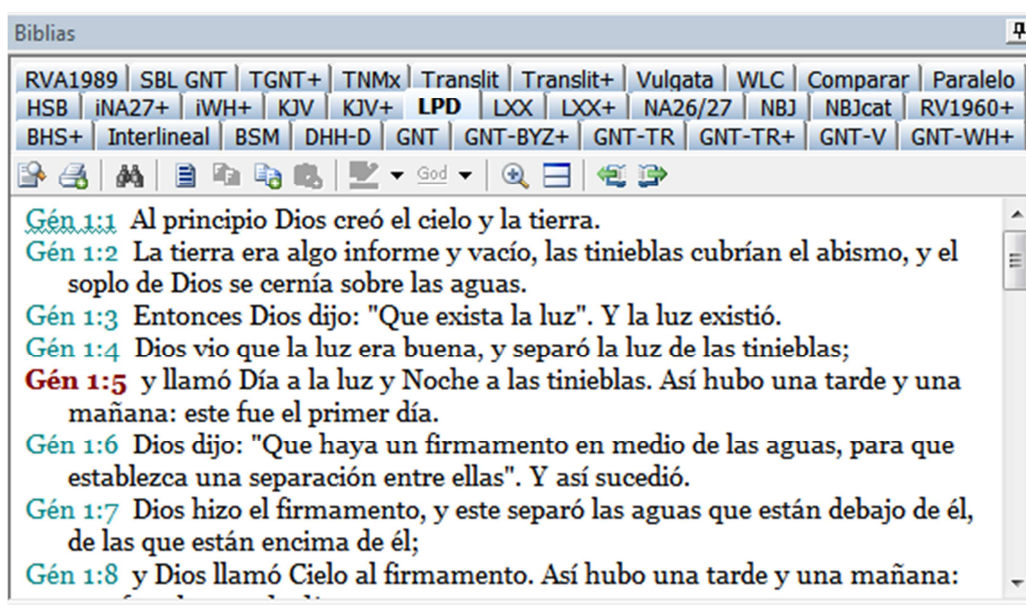 Biblias
RVA1989 SBL GNT TGNT+ TNMx Translit Translit+ Vulgata WLC Comparar Paralelo
HSB iNA27+ iWH+ KJV KJV+ LPD LXX LXX+ NA26/27 NBJ NBJcat RV1960+
BHS+ Interlineal BSM DHH-D GNT GNT-BYZ+ GNT-TR GNT-TR+ GNT-V GNT-WH+
God
Gén 1:1 Al principio Dios creó el cielo y la tierra.
Gén 1:2 La tierra era algo informe y vacío, las tinieblas cubrían el abismo, y el
soplo de Dios se cernía sobre las aguas.
Gén 1:3 Entonces Dios dijo: "Que exista la luz". Y la luz existió.
Gén 1:4 Dios vio que la luz era buena, y separó la luz de las tinieblas;
Gén 1:5 y llamó Día a la luz y Noche a las tinieblas. Así hubo una tarde y una
mañana: este fue el primer día.
Gén 1:6 Dios dijo: "Que haya un firmamento en medio de las aguas, para que
establezca una separación entre ellas". Y así sucedió.
Gén 1:7 Dios hizo el firmamento, y este separó las aguas que están debajo de él,
de las que están encima de él;
Gén 1:8 y Dios llamó Cielo al firmamento. Así hubo una tarde y una mañana: